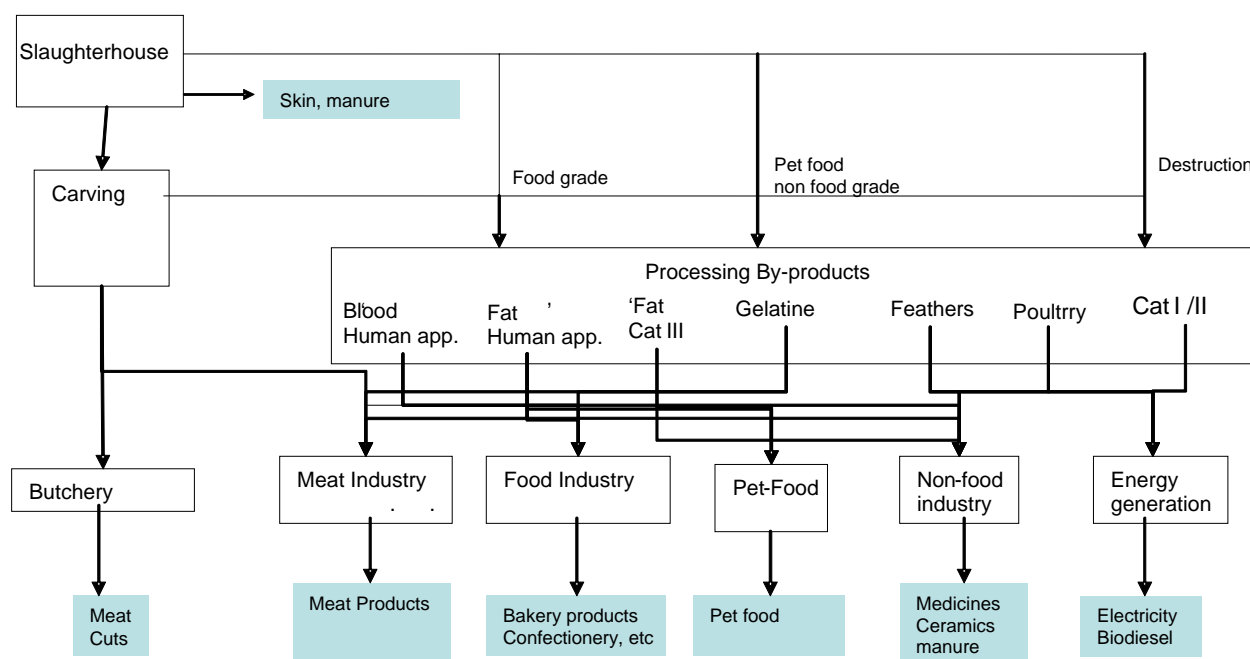 Slaughterhouse
Skin, manure
Carving
Food grade
Pet food
non food grade
Destruction
Processing By-products
Bl'ood
Human app.
Fat ’
Human app.
‘Fat
Cat III
Gelatine
Feathers
Poultrry
Cat I /II
Butchery
Meat Industry
. .
Food Industry
Pet-Food
Non-food
industry
Energy
generation
Meat
Cuts
Meat Products
Bakery products
Confectionery, etc
Pet food
Medicines
Ceramics
manure
Electricity
Biodiesel